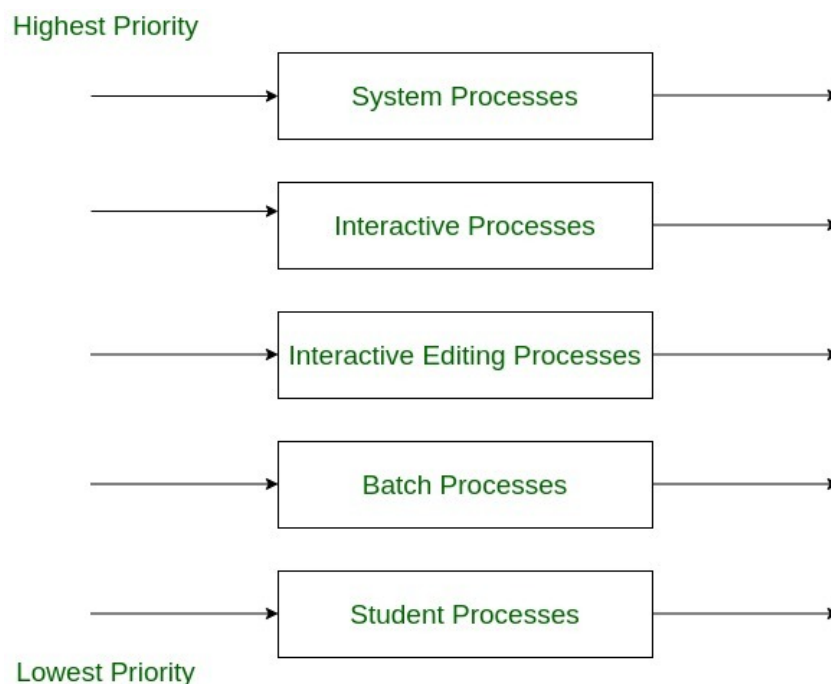 Highest Priority
System Processes
Interactive Processes
Interactive Editing Processes
Batch Processes
Student Processes
Lowest Priority